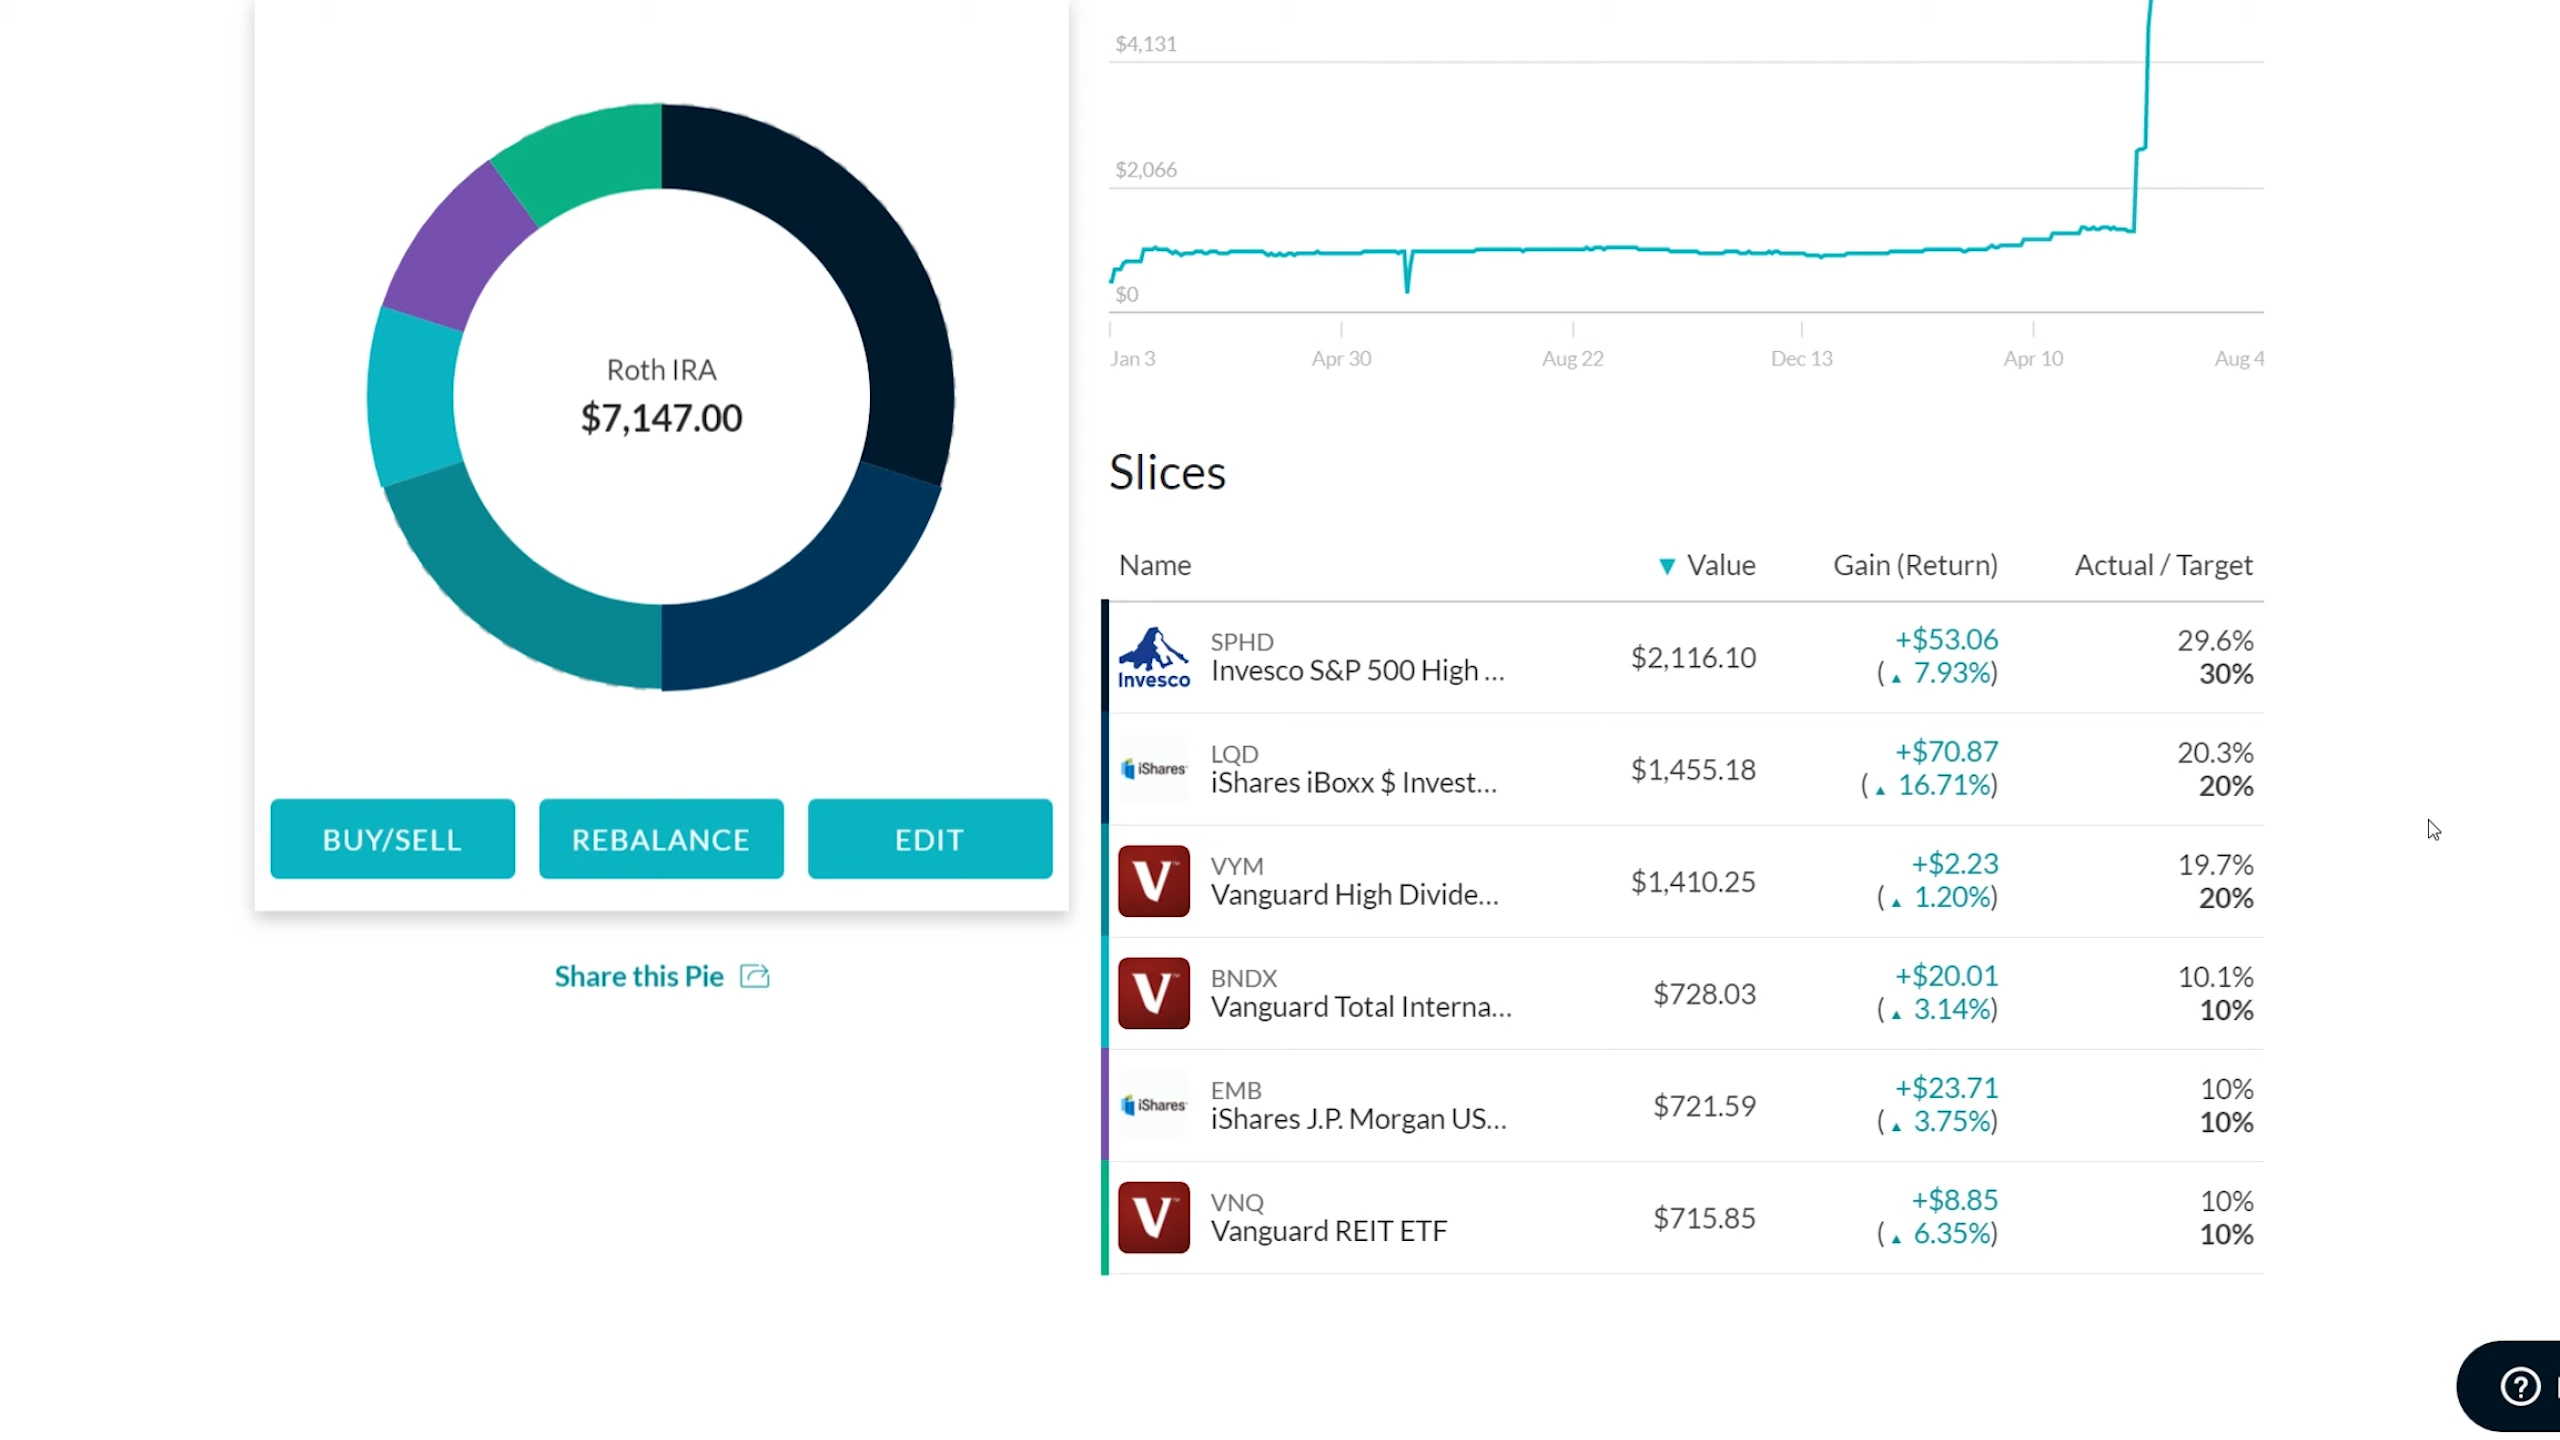 Roth IRA
$7,147.00
BUY/SELL
REBALANCE
EDIT
Share this Pie
$4,131
$2,066
$0
Jan 3
Apr 30
Aug 22
Dec 13
Apr 10
Aug 4
Slices
Name ▼ Value Gain (Return) Actual / Target
Invesco
SPHD
Invesco S&P 500 High ...
$2,116.10
+$53.06
(▲ 7.93%)
29.6%
30%
iShares
LQD
iShares iBoxx $ Invest...
$1,455.18
+$70.87
(▲ 16.71%)
20.3%
20%
V
VYM
Vanguard High Divide...
$1,410.25
+$2.23
(▲ 1.20%)
19.7%
20%
V
BNDX
Vanguard Total Interna...
$728.03
+$20.01
(▲ 3.14%)
10.1%
10%
iShares
EMB
iShares J.P. Morgan US...
$721.59
+$23.71
(▲ 3.75%)
10%
10%
V
VNQ
Vanguard REIT ETF
$715.85
+$8.85
(▲ 6.35%)
10%
10%
?